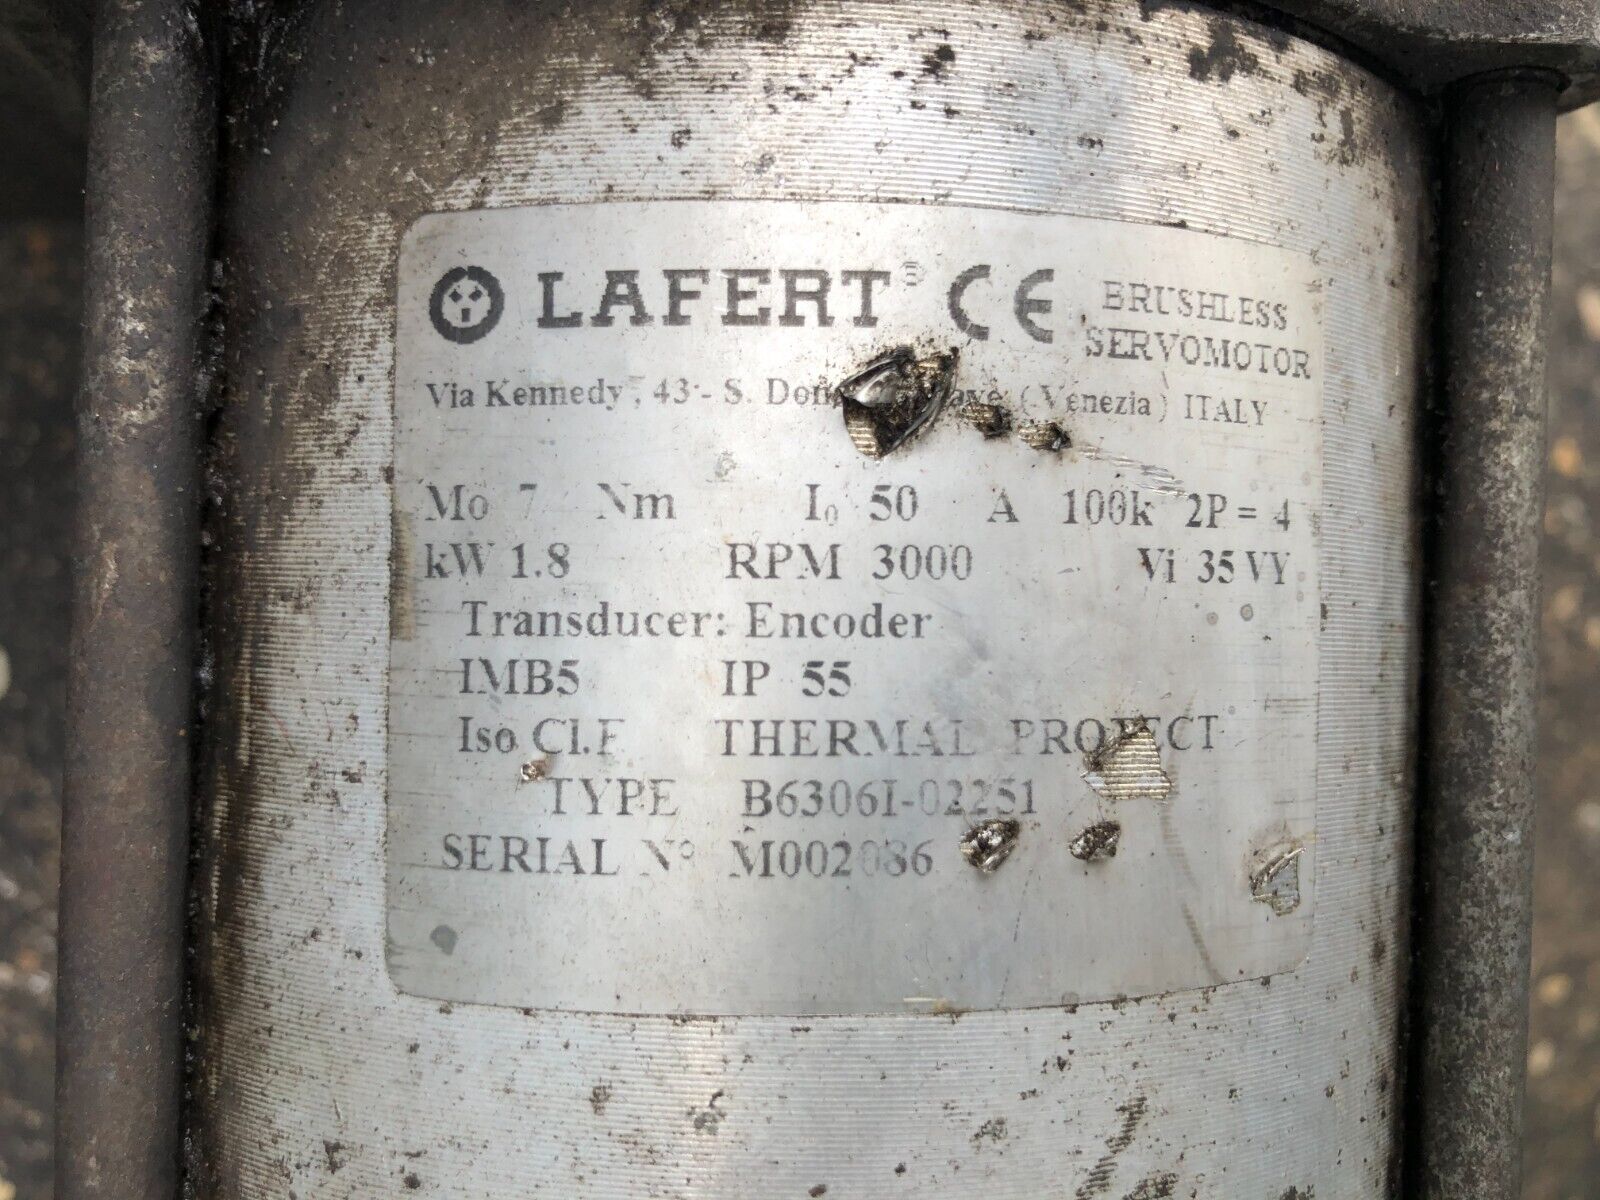 LAFERT® CE BRUSHLESS
SERVOMOTOR
Via Kennedy, 43 - S. (Venezia) ITALY
Mo 7 Nm I0 50 A 100k 2P = 4
kW 1.8 RPM 3000 Vi 35 VY
Transducer: Encoder
IMB5 IP 55
Iso Cl.F THERMAL PROTECT
TYPE B6306I-02251
SERIAL N° M002086